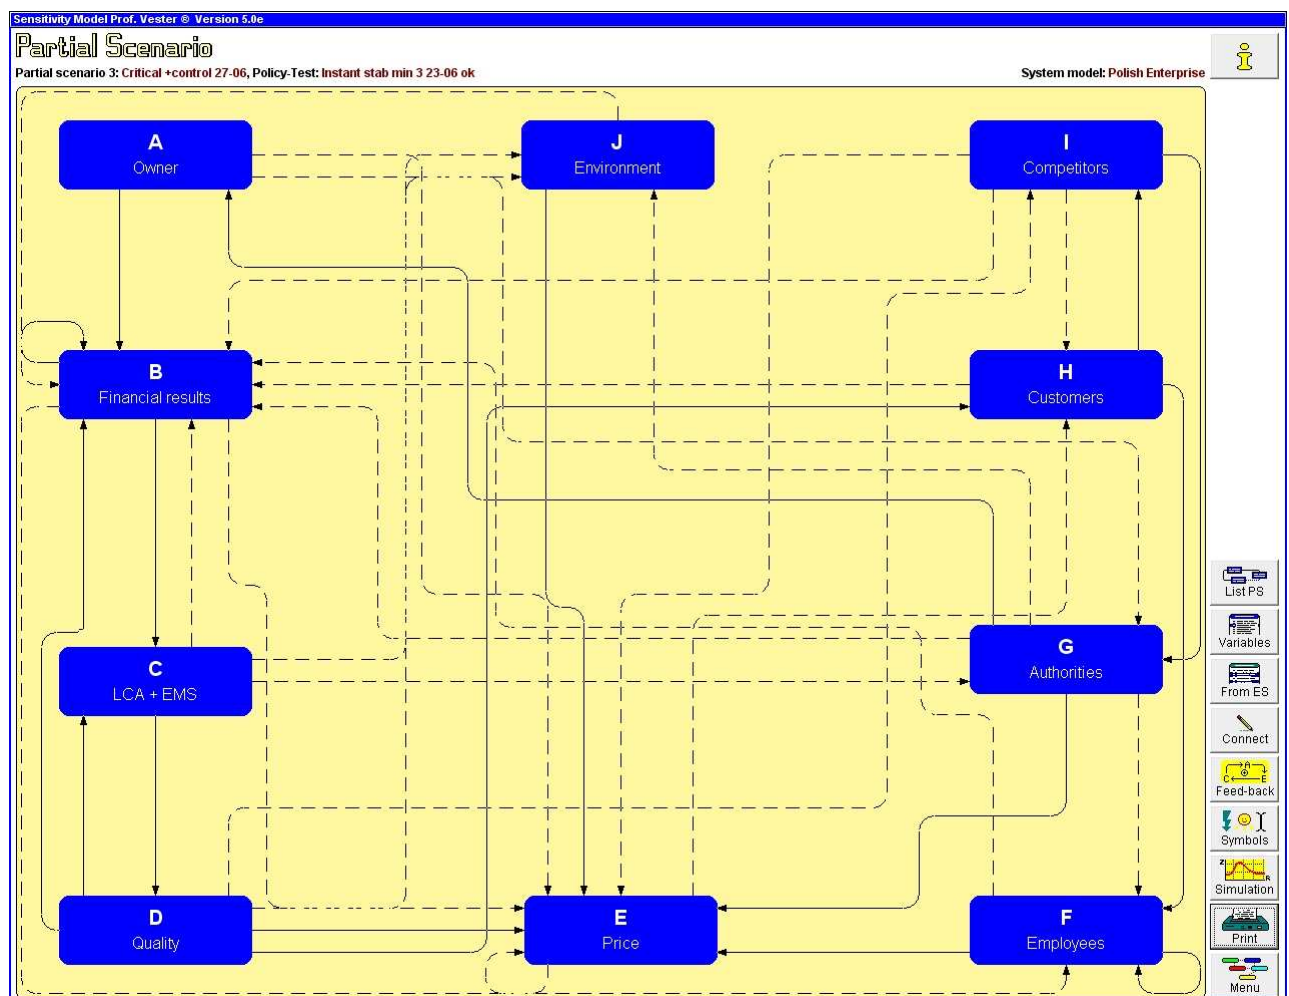 Sensitivity Model Prof. Vester ® Version 5.0e
Partial Scenario
Partial scenario 3: Critical +control 27-06, Policy-Test: Instant stab min 3 23-06 ok
System model: Polish Enterprise
i
A
Owner
J
Environment
I
Competitors
B
Financial results
H
Customers
C
LCA + EMS
G
Authorities
D
Quality
E
Price
F
Employees
List PS
Variables
From ES
Connect
A
C
E
Feed-back
Symbols
Z
R
Simulation
Print
Menu